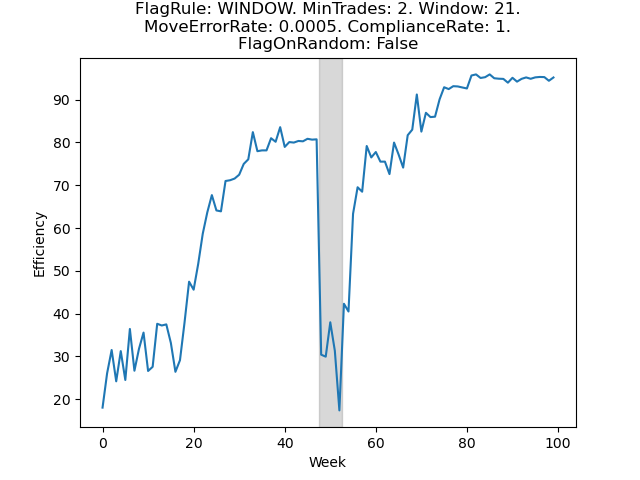 FlagRule: WINDOW. MinTrades: 2. Window: 21.
MoveErrorRate: 0.0005. ComplianceRate: 1.
FlagOnRandom: False
90
80
70
60
50
40
30
20
Efficiency
0 20 40 60 80 100
Week